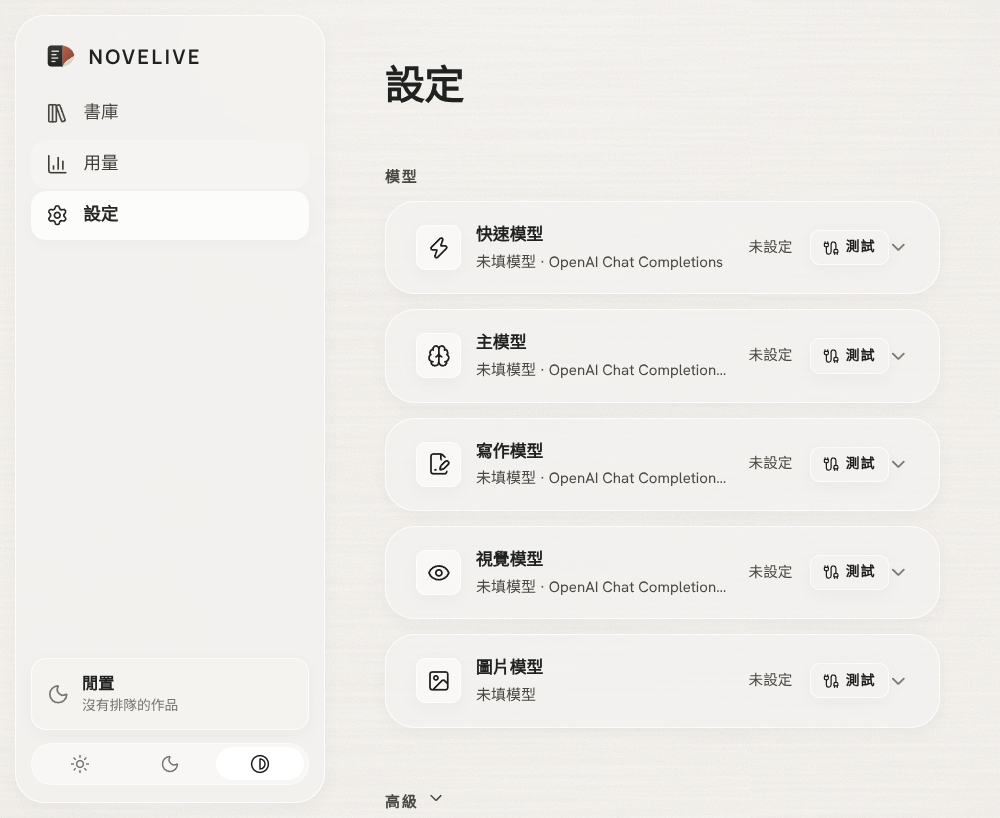 NOVELIVE
書庫
用量
設定
閒置
沒有排隊的作品
設定
模型
快速模型
未填模型 · OpenAI Chat Completions
未設定
測試
主模型
未填模型 · OpenAI Chat Completion...
未設定
測試
寫作模型
未填模型 · OpenAI Chat Completion...
未設定
測試
視覺模型
未填模型 · OpenAI Chat Completion...
未設定
測試
圖片模型
未填模型
未設定
測試
高級